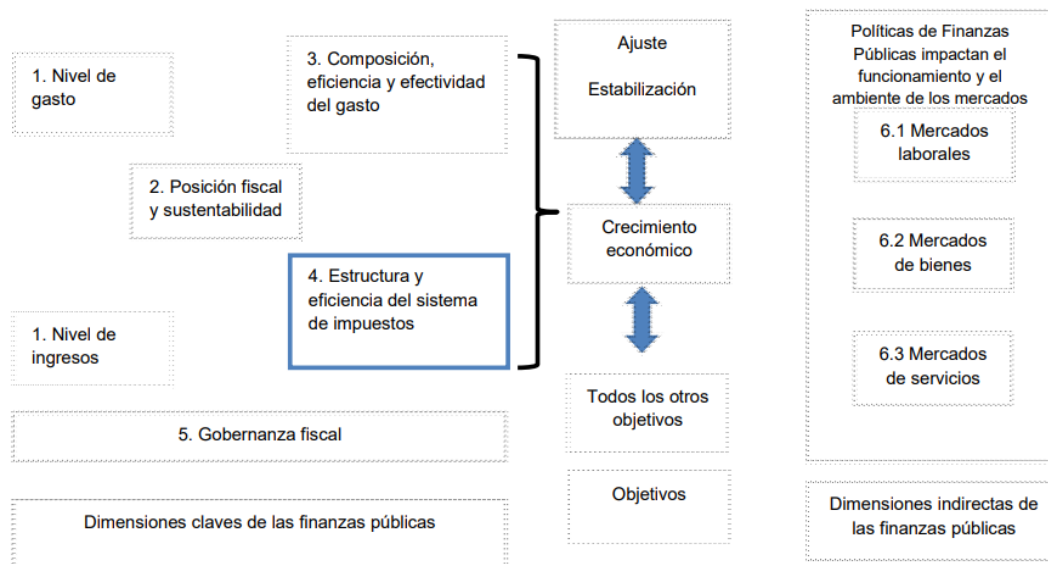 1. Nivel de
gasto
3. Composición,
eficiencia y efectividad
del gasto
2. Posición fiscal
y sustentabilidad
4. Estructura y
eficiencia del sistema
de impuestos
1. Nivel de
ingresos
5. Gobernanza fiscal
Dimensiones claves de las finanzas públicas
Ajuste
Estabilización
Crecimiento
económico
Todos los otros
objetivos
Objetivos
Políticas de Finanzas
Públicas impactan el
funcionamiento y el
ambiente de los mercados
6.1 Mercados
laborales
6.2 Mercados
de bienes
6.3 Mercados
de servicios
Dimensiones indirectas de
las finanzas públicas